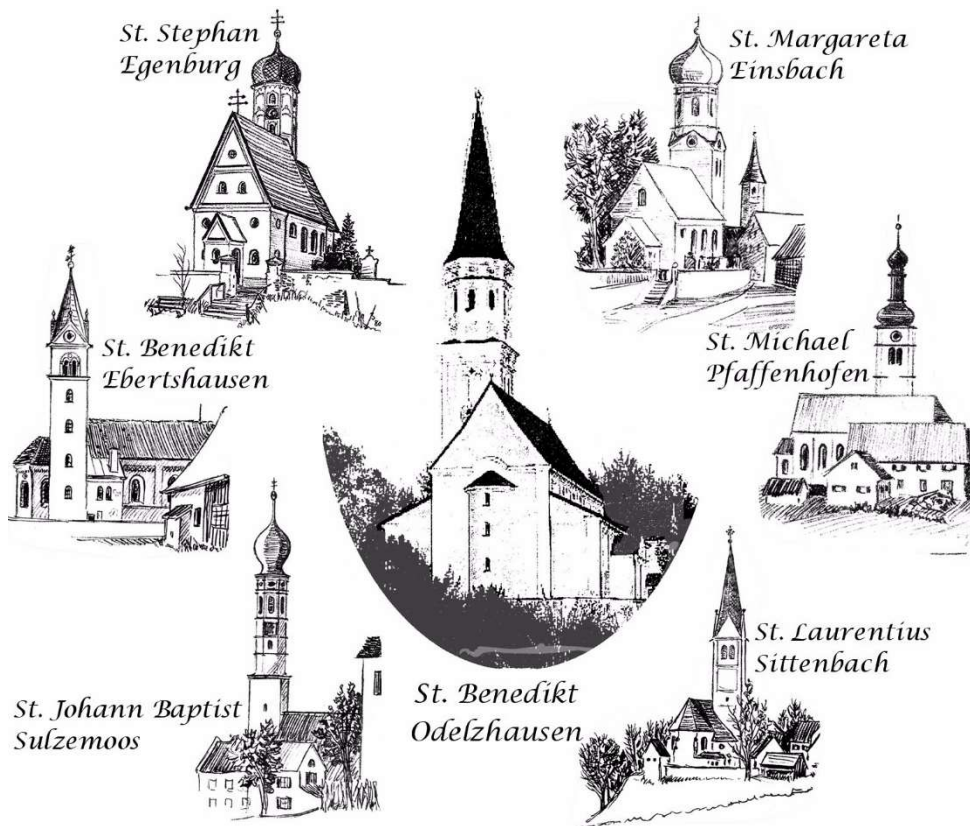 St. Stephan
Egenburg
St. Margareta
Einsbach
St. Benedikt
Ebertshausen
St. Michael
Pfaffenhofen
St. Laurentius
Sittenbach
St. Johann Baptist
Sulzemoos
St. Benedikt
Odelzhausen